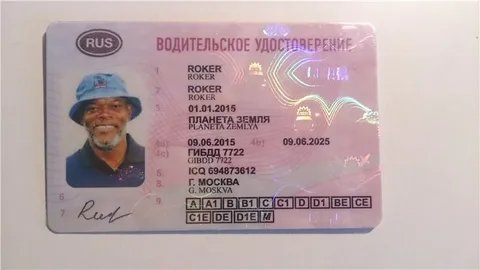 RUS ВОДИТЕЛЬСКОЕ УДОСТОВЕРЕНИЕ
1. ROKER
ROKER
2. ROKER
ROKER
3. 01.01.2015
ПЛАНЕТА ЗЕМЛЯ
PLANETA ZEMLYA
4a) 09.06.2015 4b) 09.06.2025
4c) ГИБДД 7722
GIBDD 7722
5. ICQ 694873612
8. Г. МОСКВА
G. MOSKVA
6.
7.
9. A A1 B B1 C C1 D D1 BE CE
C1E DE D1E M